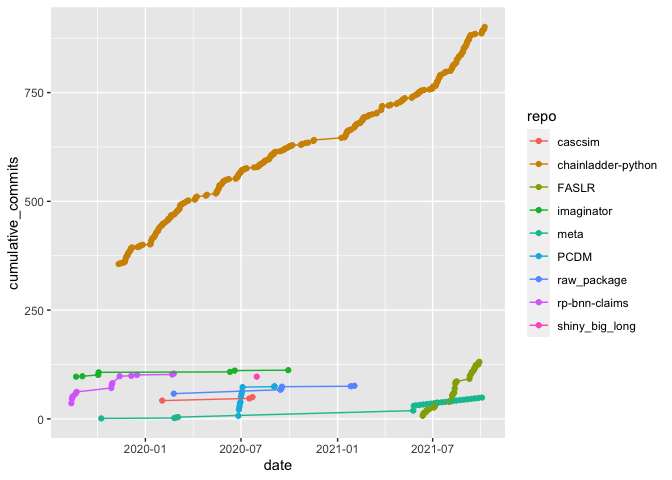 750
500
250
0
cumulative_commits
2020-01 2020-07 2021-01 2021-07
date
repo
cascsim
chainladder-python
FASLR
imaginator
meta
PCDM
raw_package
rp-bnn-claims
shiny_big_long